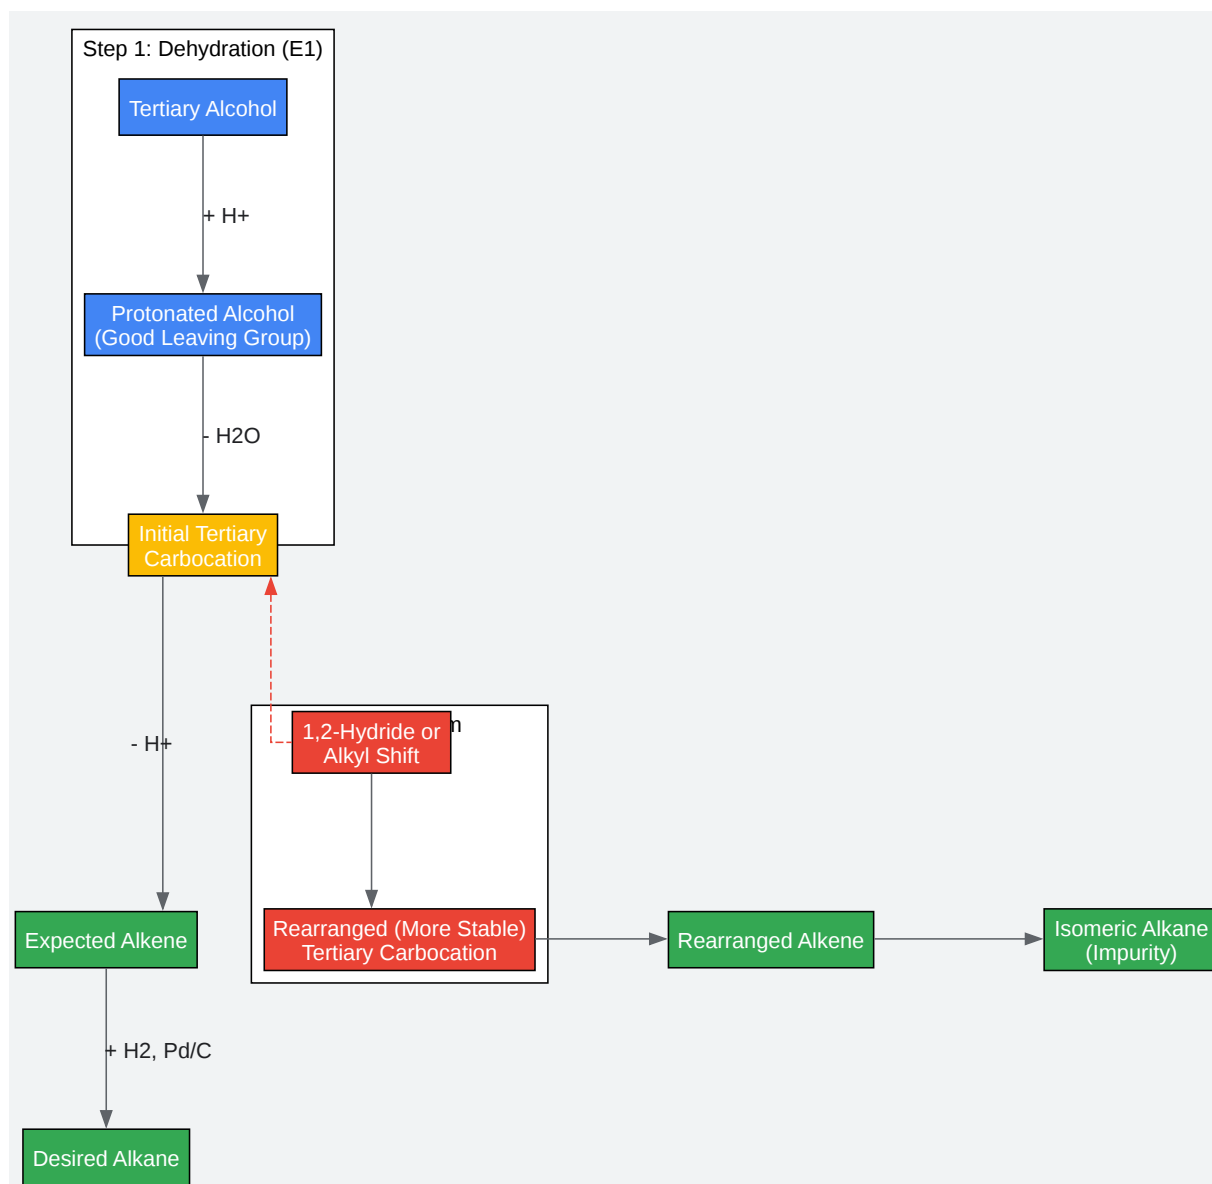 Step 1: Dehydration (E1)
Tertiary Alcohol
+ H+
Protonated Alcohol
(Good Leaving Group)
- H2O
Initial Tertiary
Carbocation
- H+
1,2-Hydride or
Alkyl Shift
Expected Alkene
Rearranged (More Stable)
Tertiary Carbocation
Rearranged Alkene
Isomeric Alkane
(Impurity)
+ H2, Pd/C
Desired Alkane